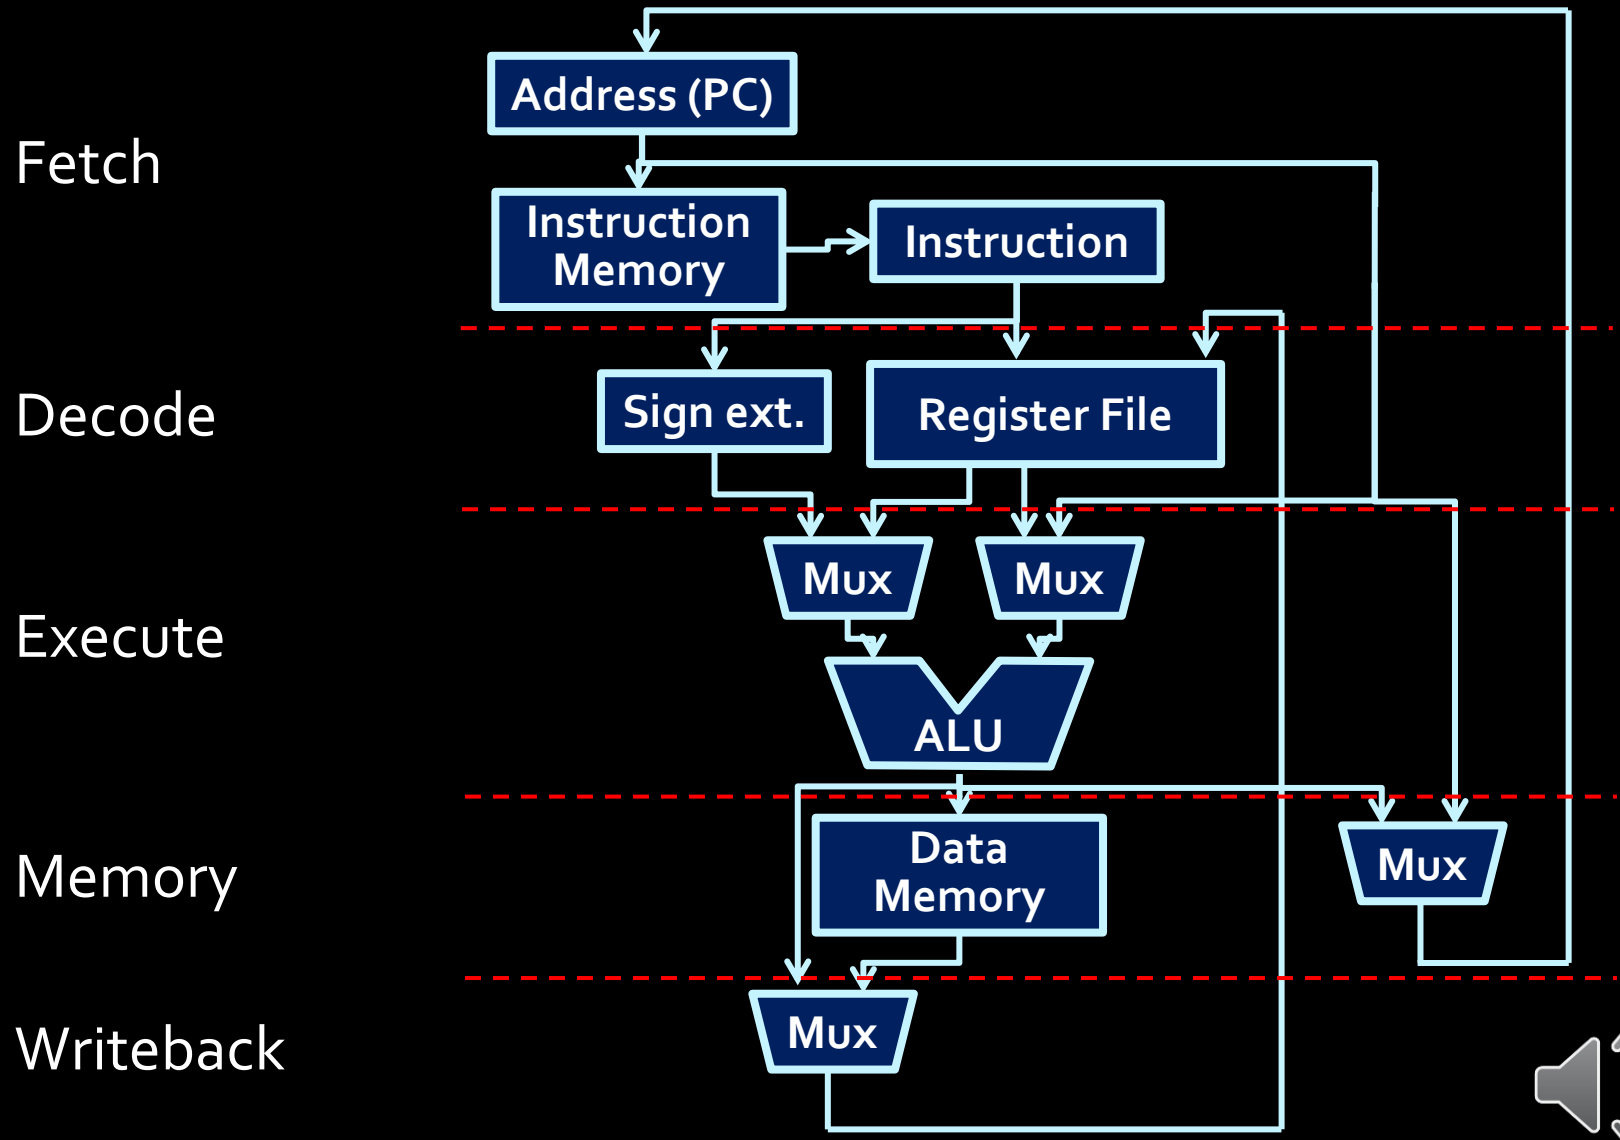 Address (PC)
Fetch
Instruction
Memory
Instruction
Decode
Sign ext.
Register File
Execute
Mux
Mux
ALU
Memory
Data
Memory
Mux
Writeback
Mux